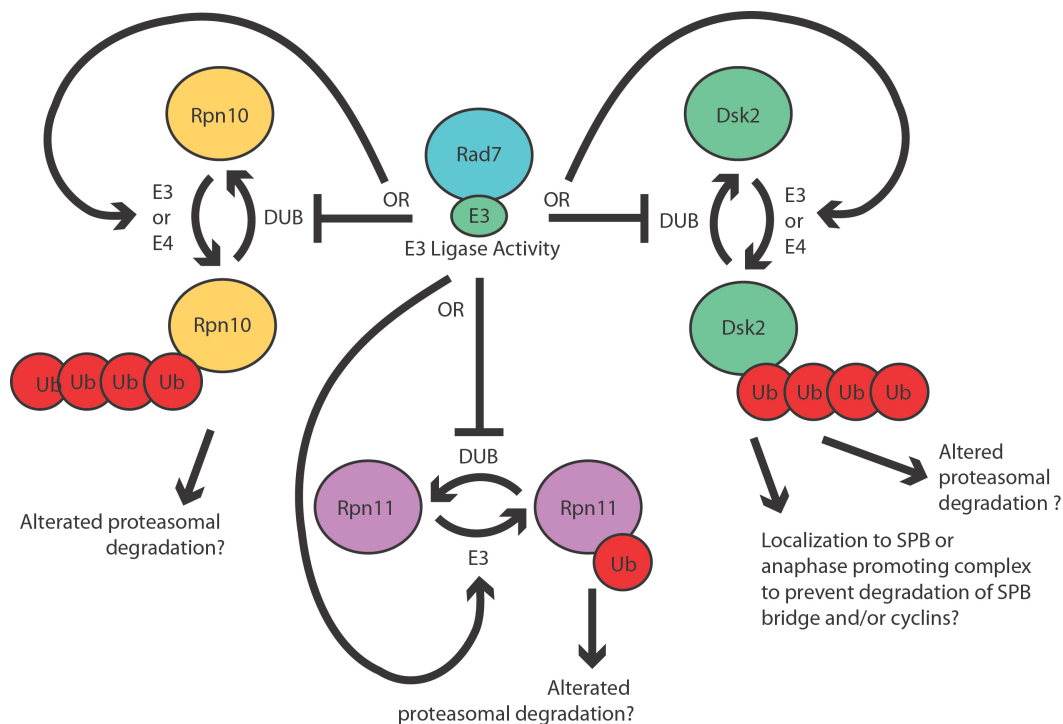 Rpn10
Rad7
Dsk2
E3
or
E4
DUB
OR
E3
OR
DUB
E3
or
E4
E3 Ligase Activity
OR
Rpn10
Ub Ub Ub Ub
Dsk2
Ub Ub Ub Ub
Alterated proteasomal
degradation?
DUB
Rpn11
Rpn11
E3
Ub
Altered
proteasomal
degradation ?
Localization to SPB or
anaphase promoting complex
to prevent degradation of SPB
bridge and/or cyclins?
Alterated
proteasomal degradation?